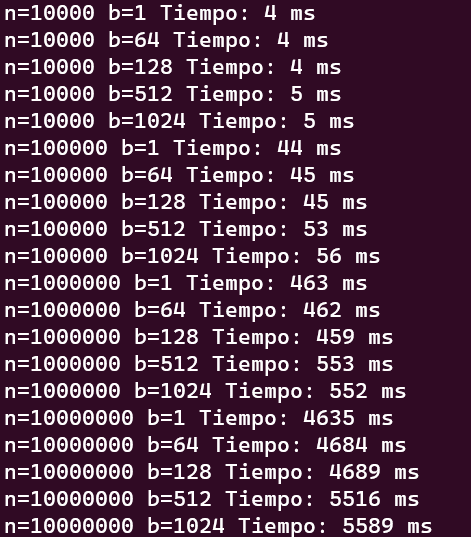 n=10000 b=1 Tiempo: 4 ms
n=10000 b=64 Tiempo: 4 ms
n=10000 b=128 Tiempo: 4 ms
n=10000 b=512 Tiempo: 5 ms
n=10000 b=1024 Tiempo: 5 ms
n=100000 b=1 Tiempo: 44 ms
n=100000 b=64 Tiempo: 45 ms
n=100000 b=128 Tiempo: 45 ms
n=100000 b=512 Tiempo: 53 ms
n=100000 b=1024 Tiempo: 56 ms
n=1000000 b=1 Tiempo: 463 ms
n=1000000 b=64 Tiempo: 462 ms
n=1000000 b=128 Tiempo: 459 ms
n=1000000 b=512 Tiempo: 553 ms
n=1000000 b=1024 Tiempo: 552 ms
n=10000000 b=1 Tiempo: 4635 ms
n=10000000 b=64 Tiempo: 4684 ms
n=10000000 b=128 Tiempo: 4689 ms
n=10000000 b=512 Tiempo: 5516 ms
n=10000000 b=1024 Tiempo: 5589 ms